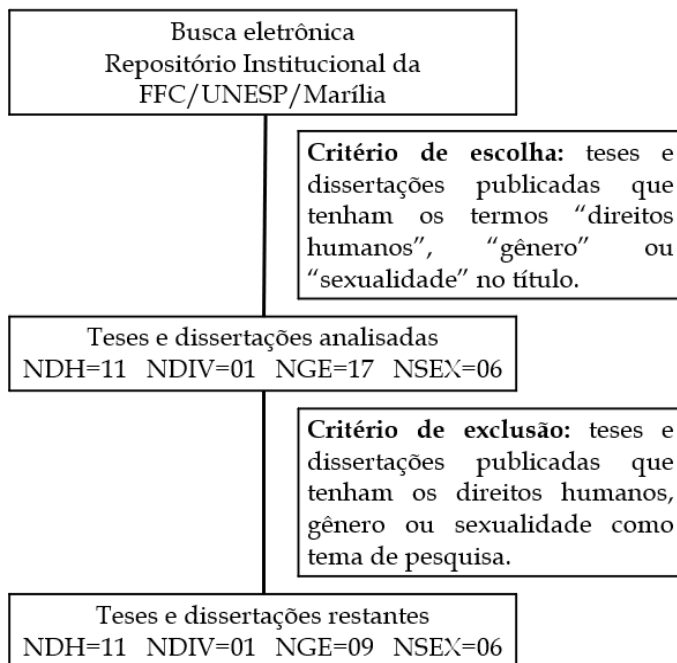 Busca eletrônica
Repositório Institucional da
FFC/UNESP/Marília
Critério de escolha: teses e
dissertações publicadas que
tenham os termos “direitos
humanos”, “gênero” ou
“sexualidade” no título.
Teses e dissertações analisadas
NDH=11 NDIV=01 NGE=17 NSEX=06
Critério de exclusão: teses e
dissertações publicadas que
tenham os direitos humanos,
gênero ou sexualidade como
tema de pesquisa.
Teses e dissertações restantes
NDH=11 NDIV=01 NGE=09 NSEX=06